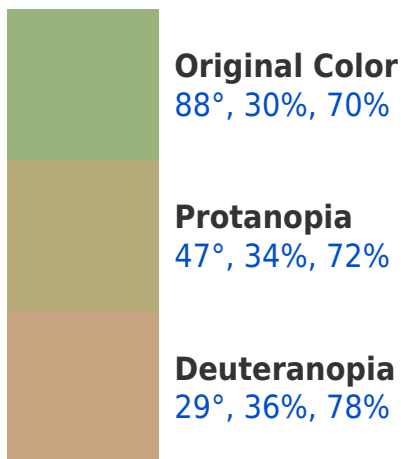 Original Color
88°, 30%, 70%
Protanopia
47°, 34%, 72%
Deuteranopia
29°, 36%, 78%